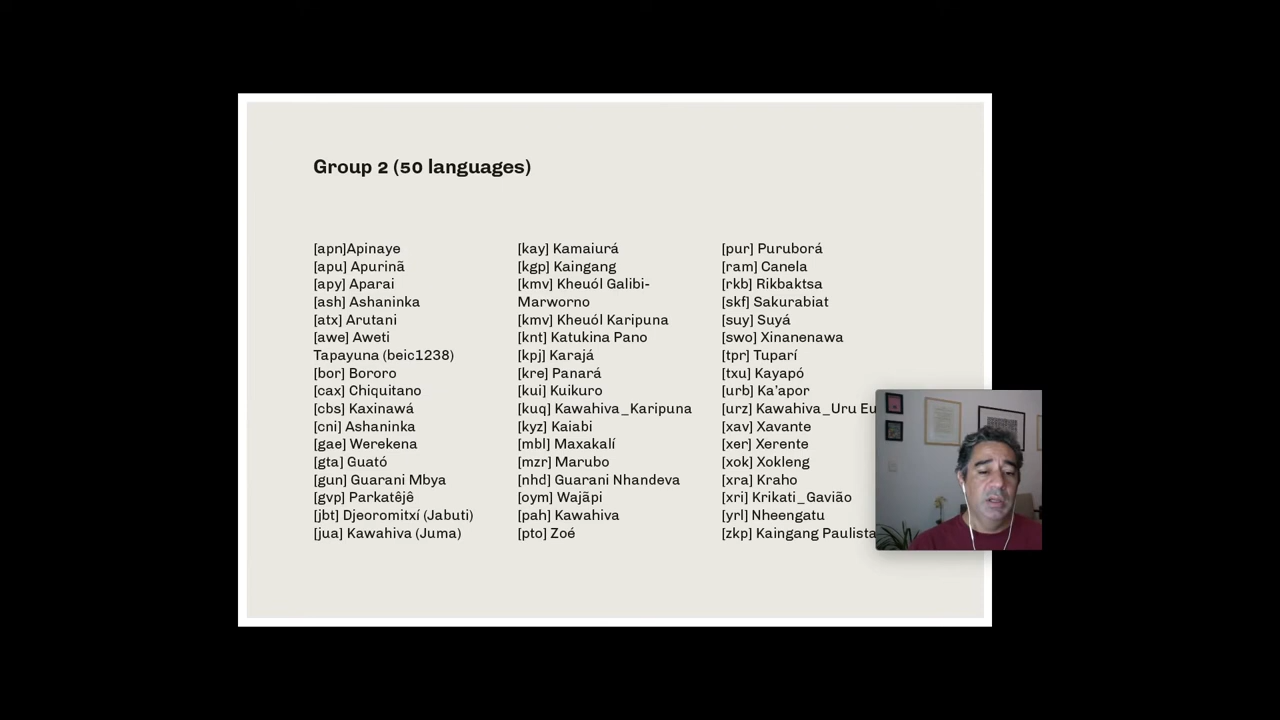 Group 2 (50 languages)
[apn]Apinaye
[apu] Apurinã
[apy] Aparai
[ash] Ashaninka
[atx] Arutani
[awe] Aweti
Tapayuna (beic1238)
[bor] Bororo
[cax] Chiquitano
[cbs] Kaxinawá
[cni] Ashaninka
[gae] Werekena
[gta] Guató
[gun] Guarani Mbya
[gvp] Parkatêjê
[jbt] Djeoromitxí (Jabuti)
[jua] Kawahiva (Juma)
[kay] Kamaiurá
[kgp] Kaingang
[kmv] Kheuól Galibi-
Marworno
[kmv] Kheuól Karipuna
[knt] Katukina Pano
[kpj] Karajá
[kre] Panará
[kui] Kuikuro
[kuq] Kawahiva_Karipuna
[kyz] Kaiabi
[mbl] Maxakalí
[mzr] Marubo
[nhd] Guarani Nhandeva
[oym] Wajãpi
[pah] Kawahiva
[pto] Zoé
[pur] Puruborá
[ram] Canela
[rkb] Rikbaktsa
[skf] Sakurabiat
[suy] Suyá
[swo] Xinanenawa
[tpr] Tuparí
[txu] Kayapó
[urb] Ka'apor
[urz] Kawahiva_Uru Eu
[xav] Xavante
[xer] Xerente
[xok] Xokleng
[xra] Kraho
[xri] Krikati_Gavião
[yrl] Nheengatu
[zkp] Kaingang Paulista